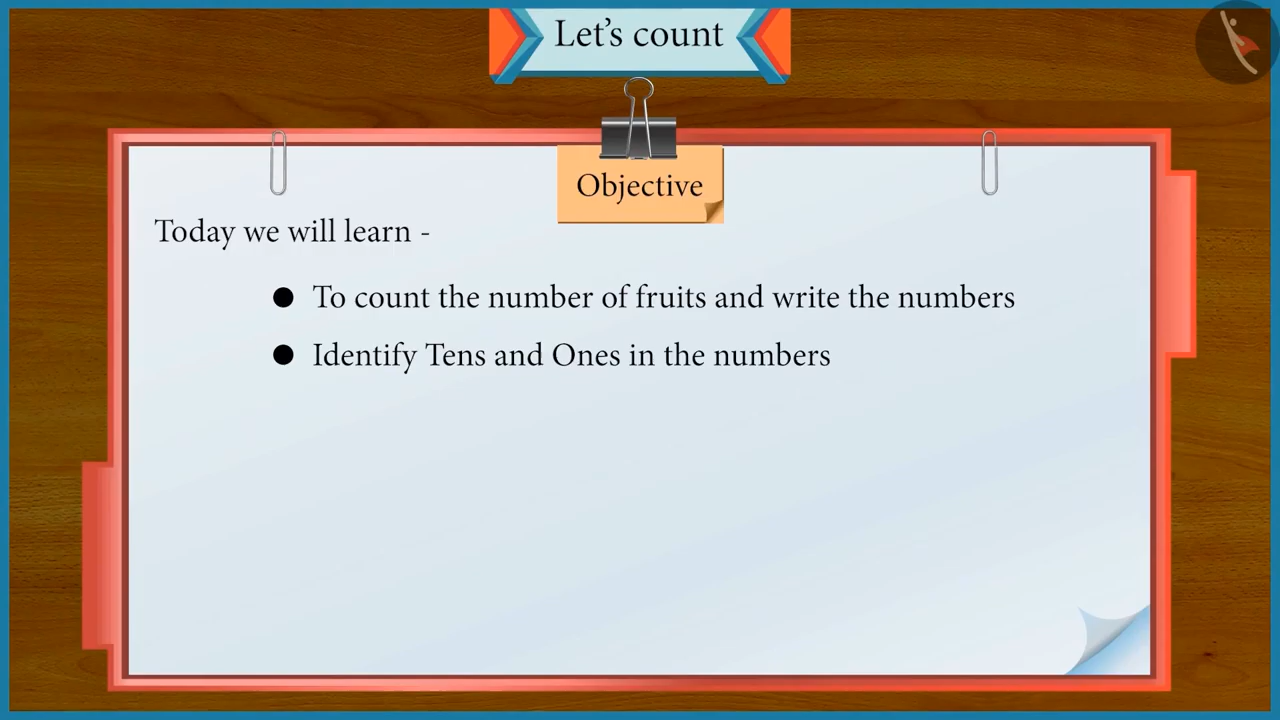 Let’s count
Objective
Today we will learn -
● To count the number of fruits and write the numbers
● Identify Tens and Ones in the numbers